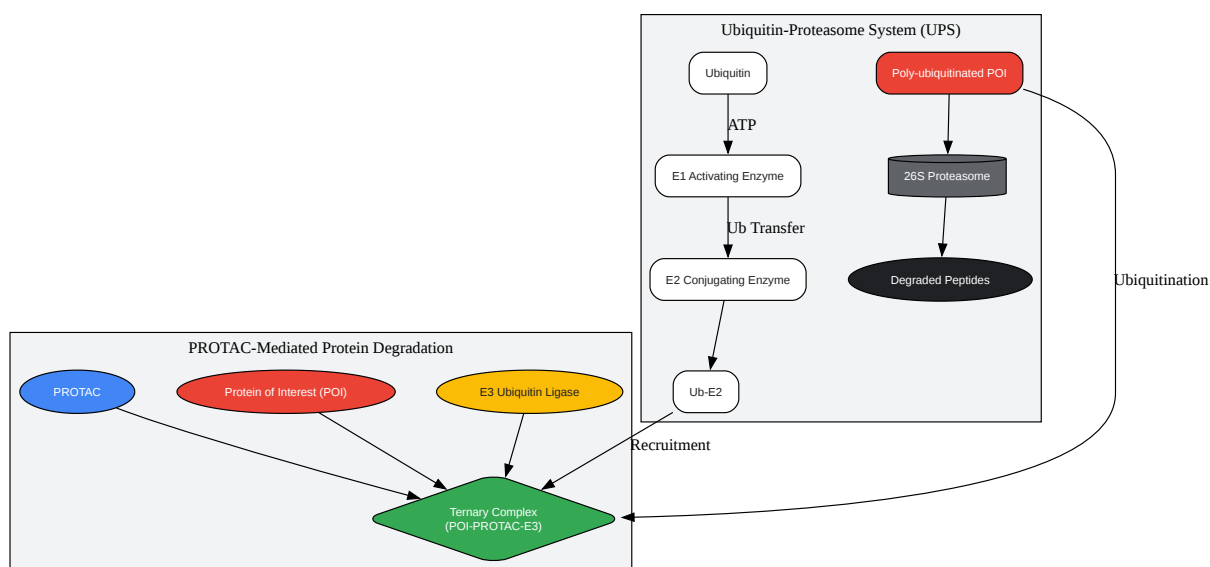 Ubiquitin-Proteasome System (UPS)
Ubiquitin
Poly-ubiquitinated POI
ATP
E1 Activating Enzyme
26S Proteasome
Ub Transfer
E2 Conjugating Enzyme
Degraded Peptides
Ubiquitination
PROTAC-Mediated Protein Degradation
PROTAC
Protein of Interest (POI)
E3 Ubiquitin Ligase
Ub-E2
Recruitment
Ternary Complex
(POI-PROTAC-E3)